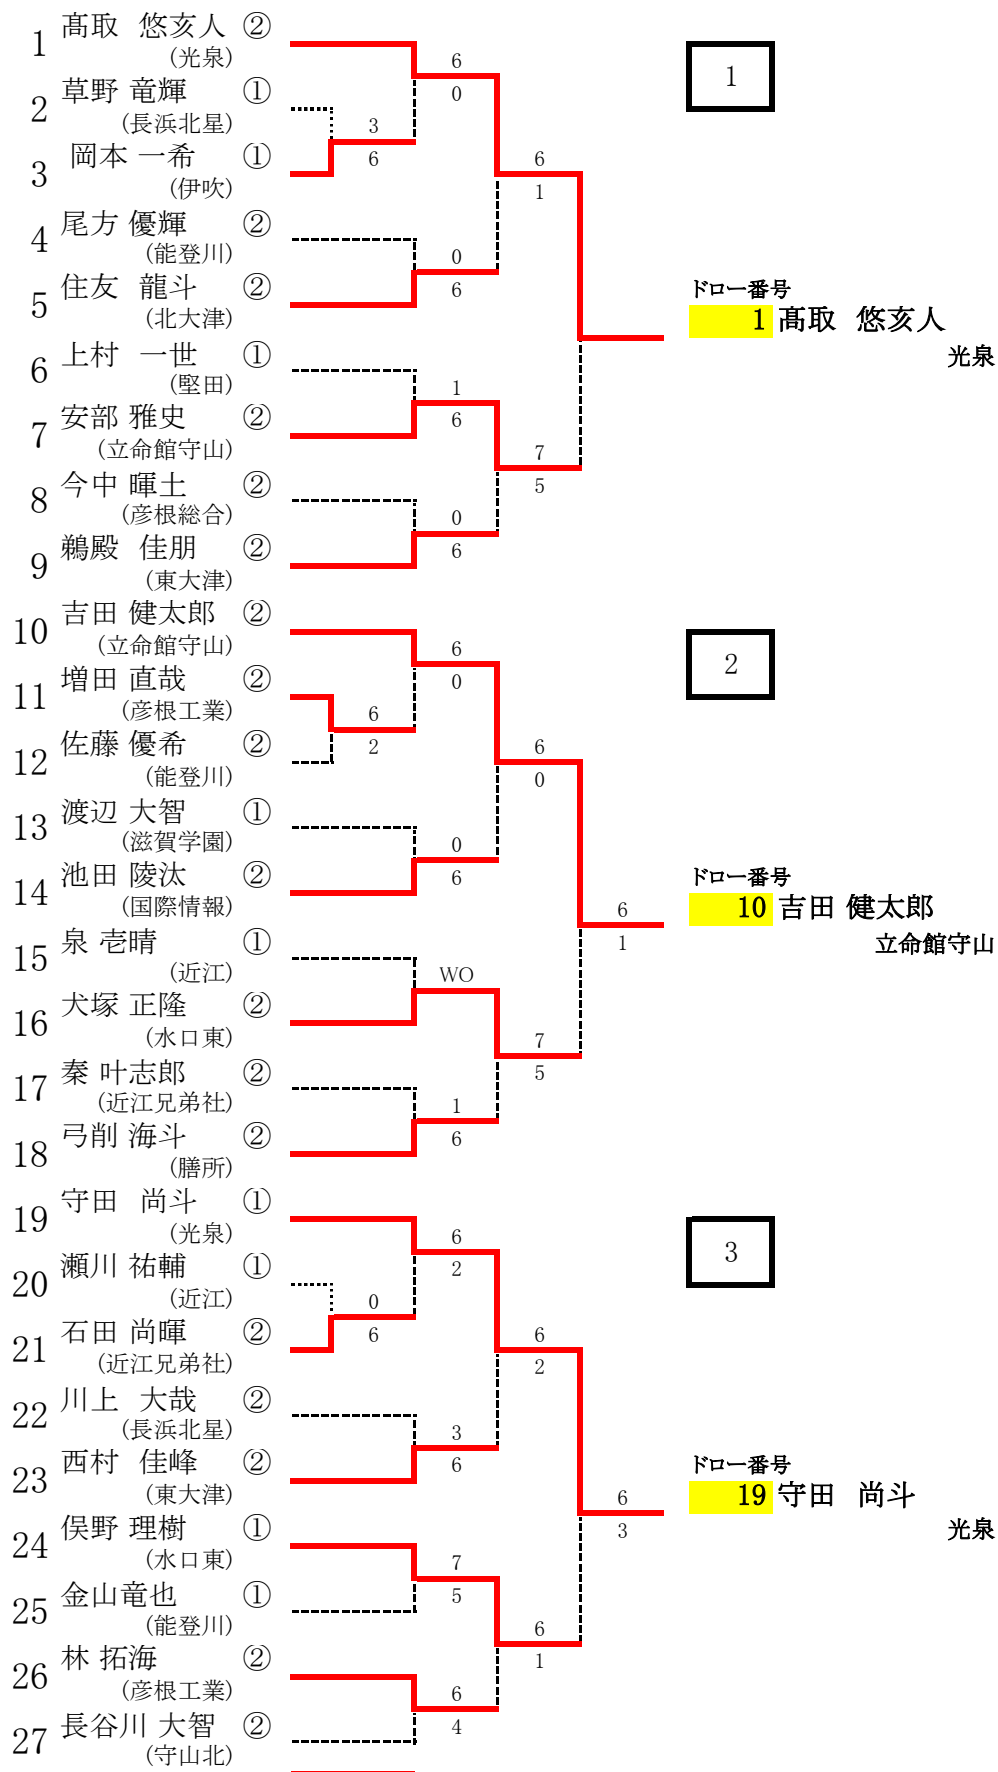 1 髙取 悠亥人 ②
(光泉)
2 草野 竜輝 ①
(長浜北星)
3 岡本 一希 ①
(伊吹)
4 尾方 優輝 ②
(能登川)
5 住友 龍斗 ②
(北大津)
6 上村 一世 ①
(堅田)
7 安部 雅史 ②
(立命館守山)
8 今中 暉土 ②
(彦根総合)
9 鵜殿 佳朋 ②
(東大津)
6
0
3
6
6
1
0
6
1
6
7
5
0
6
1
ドロー番号
1 髙取 悠亥人
光泉
10 吉田 健太郎 ②
(立命館守山)
11 増田 直哉 ②
(彦根工業)
12 佐藤 優希 ②
(能登川)
13 渡辺 大智 ①
(滋賀学園)
14 池田 陵汰 ②
(国際情報)
15 泉 壱晴 ①
(近江)
16 犬塚 正隆 ②
(水口東)
17 秦 叶志郎 ②
(近江兄弟社)
18 弓削 海斗 ②
(膳所)
6
0
6
2
6
0
0
6
6
1
WO
7
5
1
6
2
ドロー番号
10 吉田 健太郎
立命館守山
19 守田 尚斗 ①
(光泉)
20 瀬川 祐輔 ①
(近江)
21 石田 尚暉 ②
(近江兄弟社)
22 川上 大哉 ②
(長浜北星)
23 西村 佳峰 ②
(東大津)
24 俣野 理樹 ①
(水口東)
25 金山竜也 ①
(能登川)
26 林 拓海 ②
(彦根工業)
27 長谷川 大智 ②
(守山北)
6
2
0
6
6
2
3
6
6
3
7
5
6
1
6
4
3
ドロー番号
19 守田 尚斗
光泉